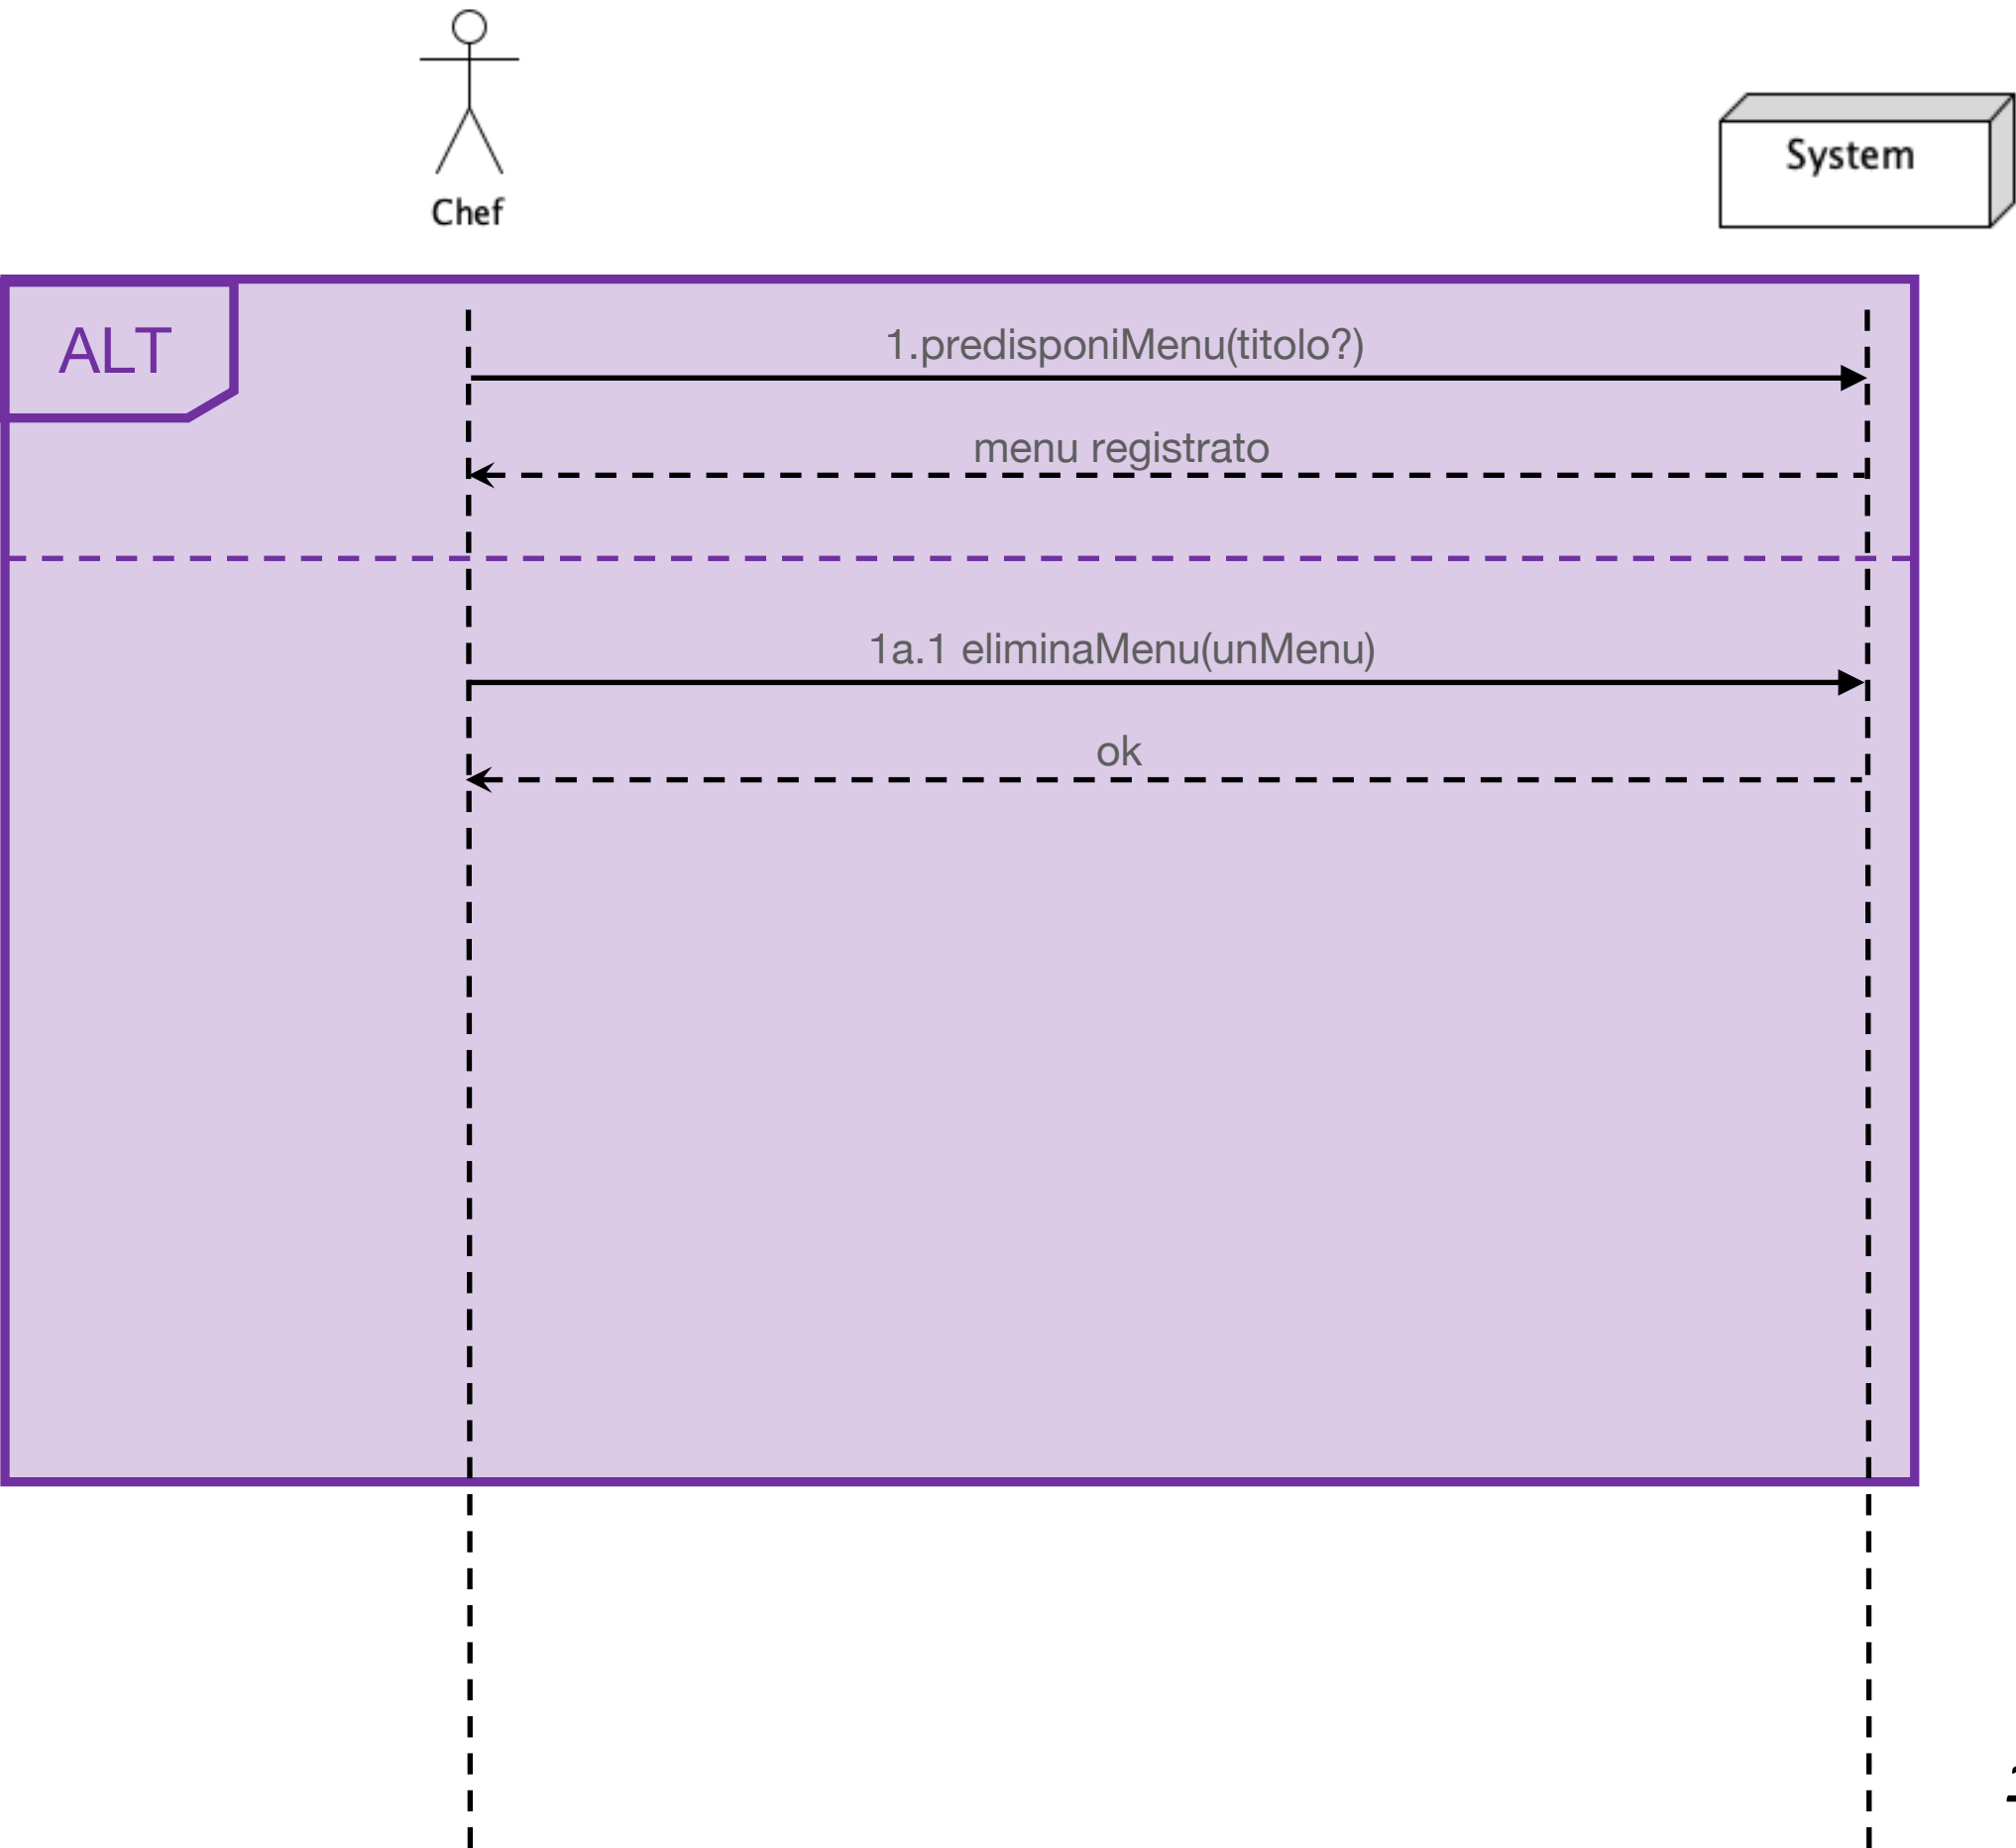 Chef
System
ALT
1.predisponiMenu(titolo?)
menu registrato
1a.1 eliminaMenu(unMenu)
ok